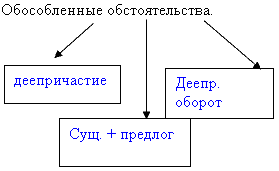 Обособленные обстоятельства.
деепричастие
Деепр.
оборот
Сущ. + предлог